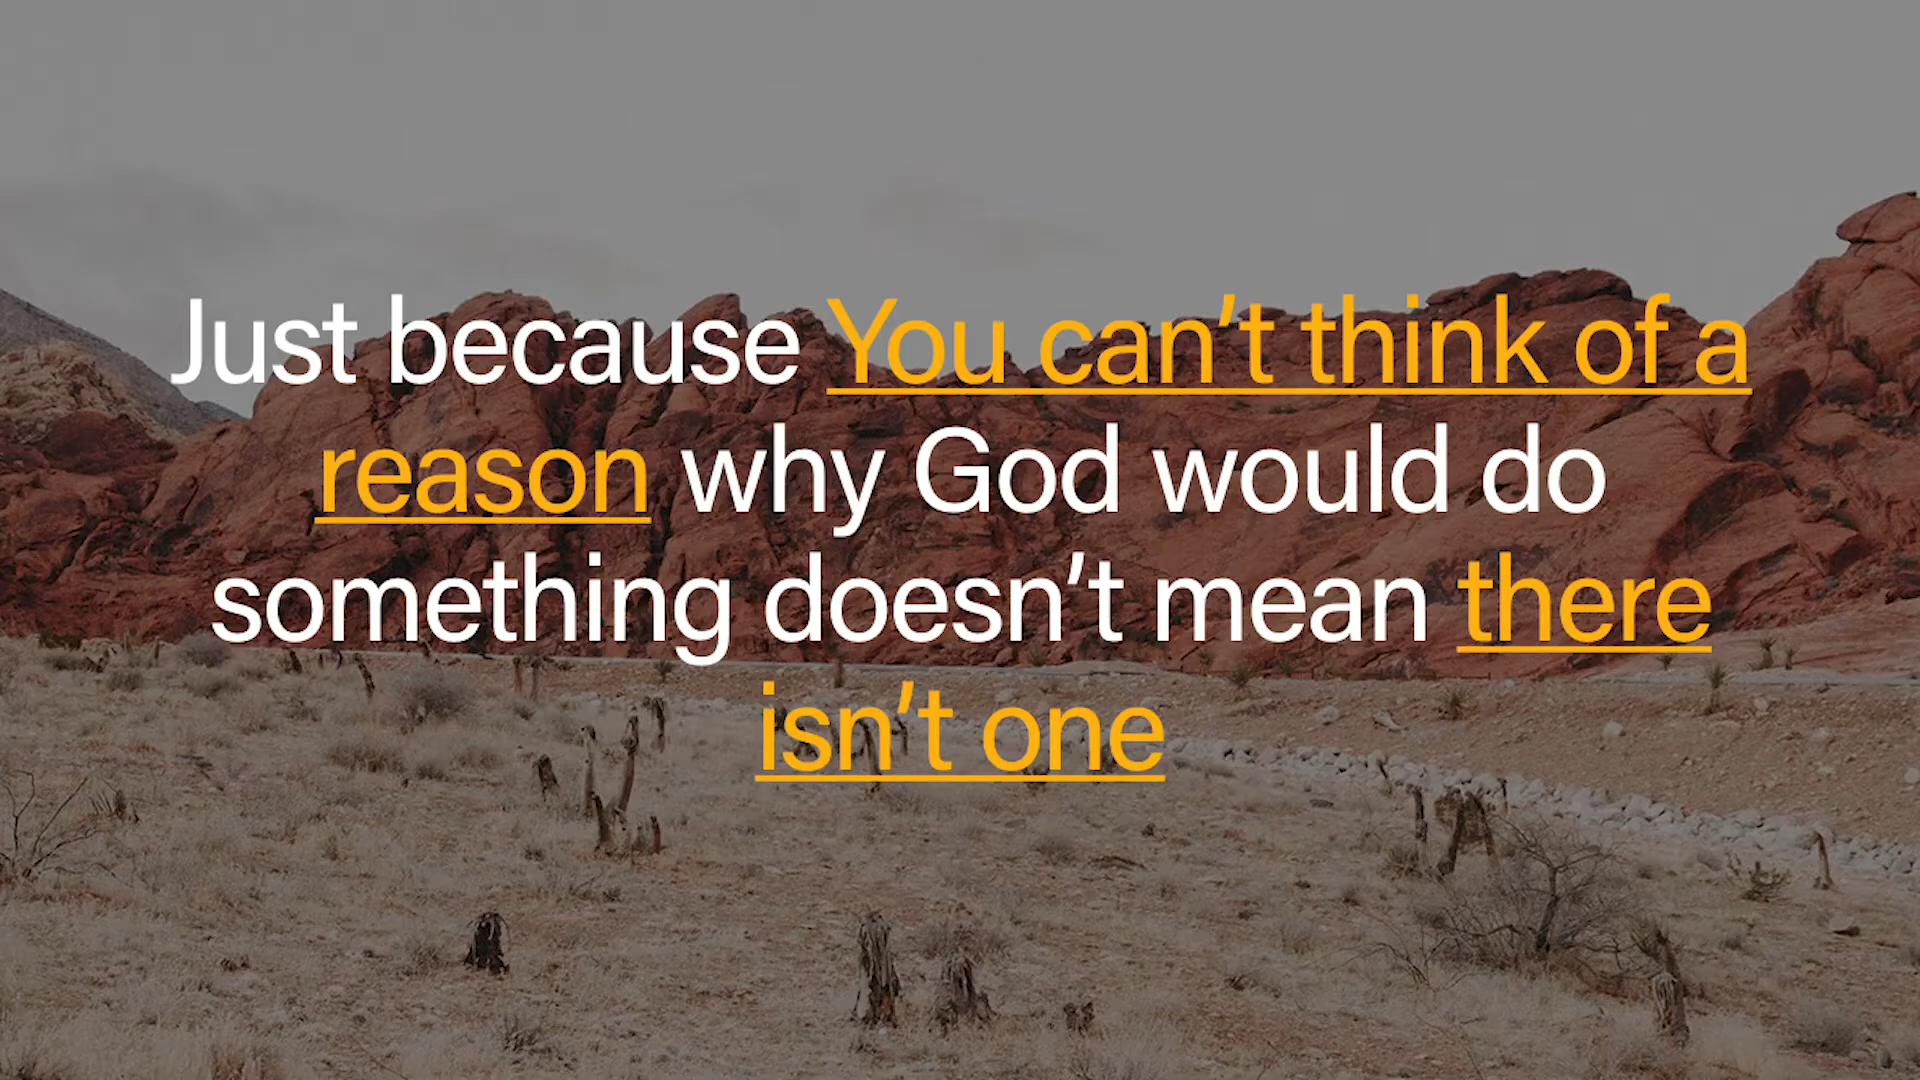 Just because You can’t think of a
reason why God would do
something doesn’t mean there
isn’t one